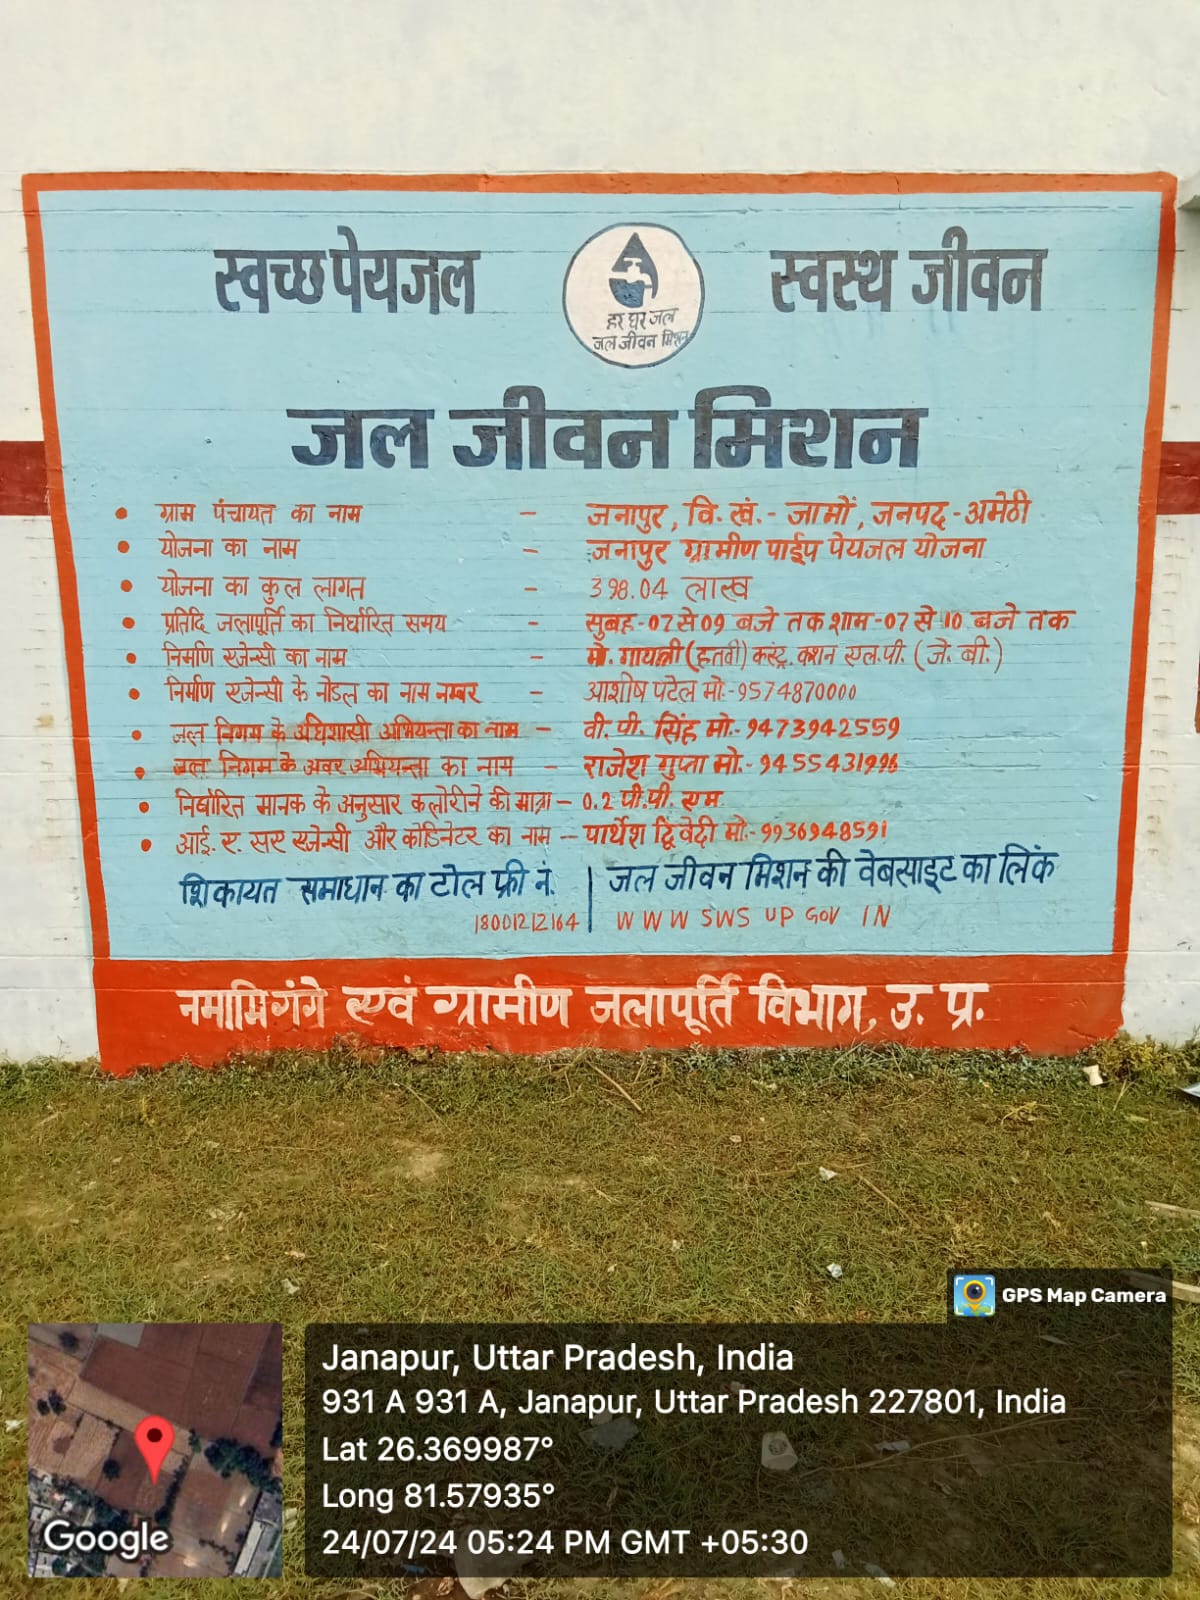 स्वच्छ पेयजल
स्वस्थ जीवन
हर घर जल
जल जीवन मिशन
जल जीवन मिशन
• ग्राम पंचायत का नाम - जनापुर, वि. खं.- जामों, जनपद-अमेठी
• योजना का नाम - जनापुर ग्रामीण पाईप पेयजल योजना
• योजना का कुल लागत - 398.04 लाख
• प्रतिदि जलापूर्ति का निर्धारित समय - सुबह-07 से 09 बजे तक शाम-07 से 10 बजे तक
• निर्माण एजेन्सी का नाम - मे. गायत्री (हतवी) कंस्ट्रक्शन एल.पी. (जे. बी.)
• निर्माण एजेन्सी के नोडल का नाम नम्बर - आशीष पटेल मो.-9574870000
• जल निगम के अधिशासी अभियन्ता का नाम - वी. पी. सिंह मो.- 9473942559
• जल निगम के अवर अभियन्ता का नाम - राजेश गुप्ता मो.-
• निर्धारित मानक के अनुसार क्लोरीने की मात्रा - 0.2 पी.पी. एम
• आई. ए. सए एजेन्सी और कोडिनेटर का नाम - पार्थेश द्विवेदी मो.-9936948591
शिकायत समाधान का टोल फ्री नं. | जल जीवन मिशन की वेबसाइट का लिंक
18001212164 | WWW SWS UP GOV IN
नमामि गंगे एवं ग्रामीण जलापूर्ति विभाग, उ. प्र.
GPS Map Camera
Janapur, Uttar Pradesh, India
931 A 931 A, Janapur, Uttar Pradesh 227801, India
Lat 26.369987°
Long 81.57935°
24/07/24 05:24 PM GMT +05:30
Google